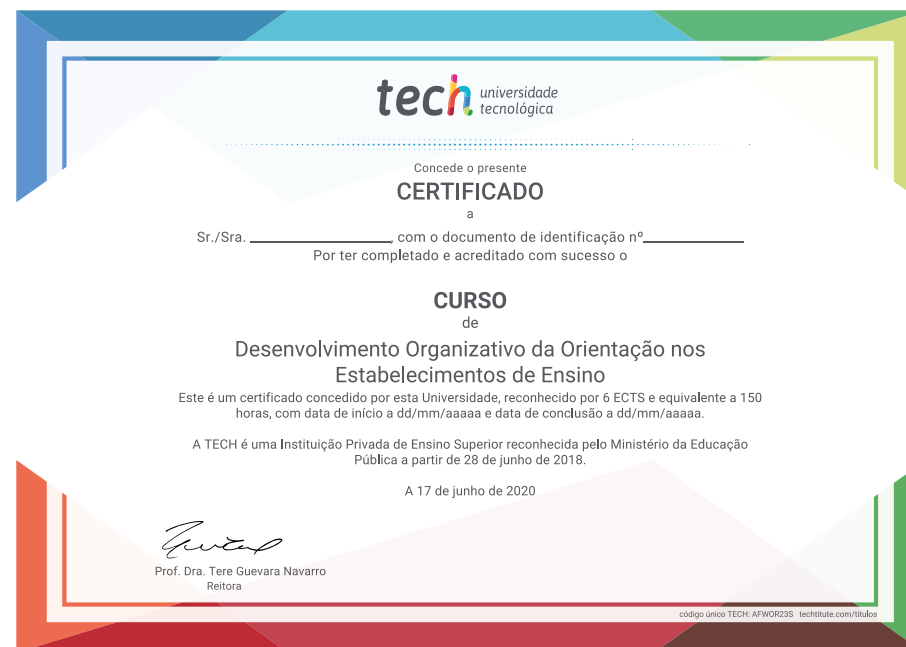 tech universidade
tecnológica
Concede o presente
CERTIFICADO
a
Sr./Sra. ____________________, com o documento de identificação nº______________
Por ter completado e acreditado com sucesso o
CURSO
de
Desenvolvimento Organizativo da Orientação nos
Estabelecimentos de Ensino
Este é um certificado concedido por esta Universidade, reconhecido por 6 ECTS e equivalente a 150
horas, com data de início a dd/mm/aaaaa e data de conclusão a dd/mm/aaaaa.
A TECH é uma Instituição Privada de Ensino Superior reconhecida pelo Ministério da Educação
Pública a partir de 28 de junho de 2018.
A 17 de junho de 2020
Prof. Dra. Tere Guevara Navarro
Reitora
código único TECH: AFWOR23S techtitute.com/titulos